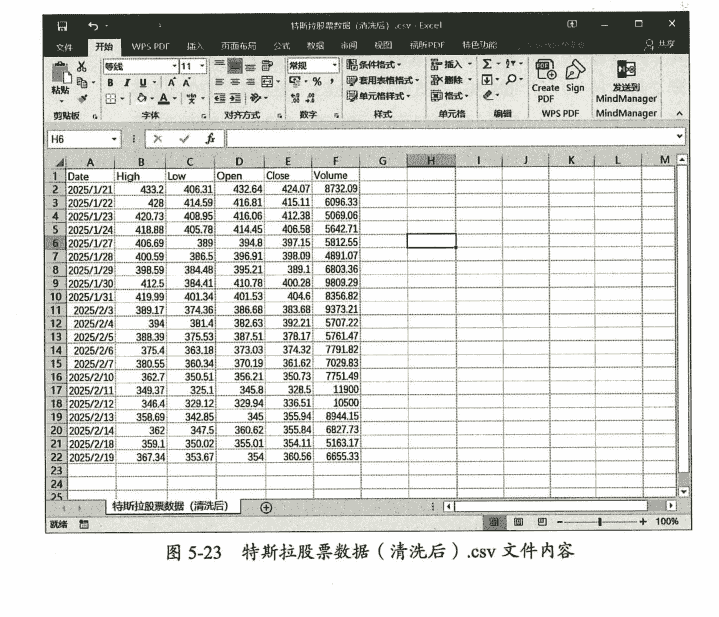 特斯拉股票数据（清洗后）.csv - Excel
文件 开始 WPS PDF 插入 页面布局 公式 数据 审阅 视图 福昕PDF 特色功能 共享
等线 11 常规 条件格式 插入
粘贴 B I U A A 套用表格格式 删除 Create PDF Sign 发送到 MindManager
单元格样式 格式
剪贴板 字体 对齐方式 数字 样式 单元格 编辑 WPS PDF MindManager
H6 fx
A B C D E F G H I J K L M
1 Date High Low Open Close Volume
2 2025/1/21 433.2 406.31 432.64 424.07 8732.09
3 2025/1/22 428 414.59 416.81 415.11 6096.33
4 2025/1/23 420.73 408.95 416.06 412.38 5069.06
5 2025/1/24 418.88 405.78 414.45 406.58 5642.71
6 2025/1/27 406.69 389 394.8 397.15 5812.55
7 2025/1/28 400.59 386.5 396.91 398.09 4891.07
8 2025/1/29 398.59 384.48 395.21 389.1 6803.36
9 2025/1/30 412.5 384.41 410.78 400.28 9809.29
10 2025/1/31 419.99 401.34 401.53 404.6 8356.82
11 2025/2/3 389.17 374.36 386.68 383.68 9373.21
12 2025/2/4 394 381.4 382.63 392.21 5707.22
13 2025/2/5 388.39 375.53 387.51 378.17 5761.47
14 2025/2/6 375.4 363.18 373.03 374.32 7791.82
15 2025/2/7 380.55 360.34 370.19 361.62 7029.83
16 2025/2/10 362.7 350.51 356.21 350.73 7751.49
17 2025/2/11 349.37 325.1 345.8 328.5 11900
18 2025/2/12 346.4 329.12 329.94 336.51 10500
19 2025/2/13 358.69 342.85 345 355.94 8944.15
20 2025/2/14 362 347.5 360.62 355.84 6827.73
21 2025/2/18 359.1 350.02 355.01 354.11 5163.17
22 2025/2/19 367.34 353.67 354 360.56 6655.33
23
24
25
特斯拉股票数据（清洗后）
就绪 100%
图 5-23 特斯拉股票数据（清洗后）.csv 文件内容